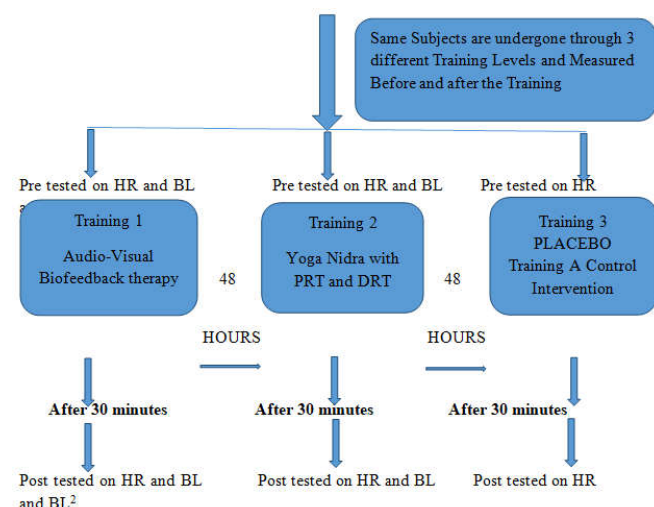 Same Subjects are undergone through 3
different Training Levels and Measured
Before and after the Training
Pre tested on HR and BL
Pre tested on HR and BL
Pre tested on HR
Training 1
Audio-Visual
Biofeedback therapy
48
Training 2
Yoga Nidra with
PRT and DRT
48
Training 3
PLACEBO
Training A Control
Intervention
HOURS
HOURS
After 30 minutes
After 30 minutes
After 30 minutes
Post tested on HR and BL
and BL²
Post tested on HR and BL
Post tested on HR